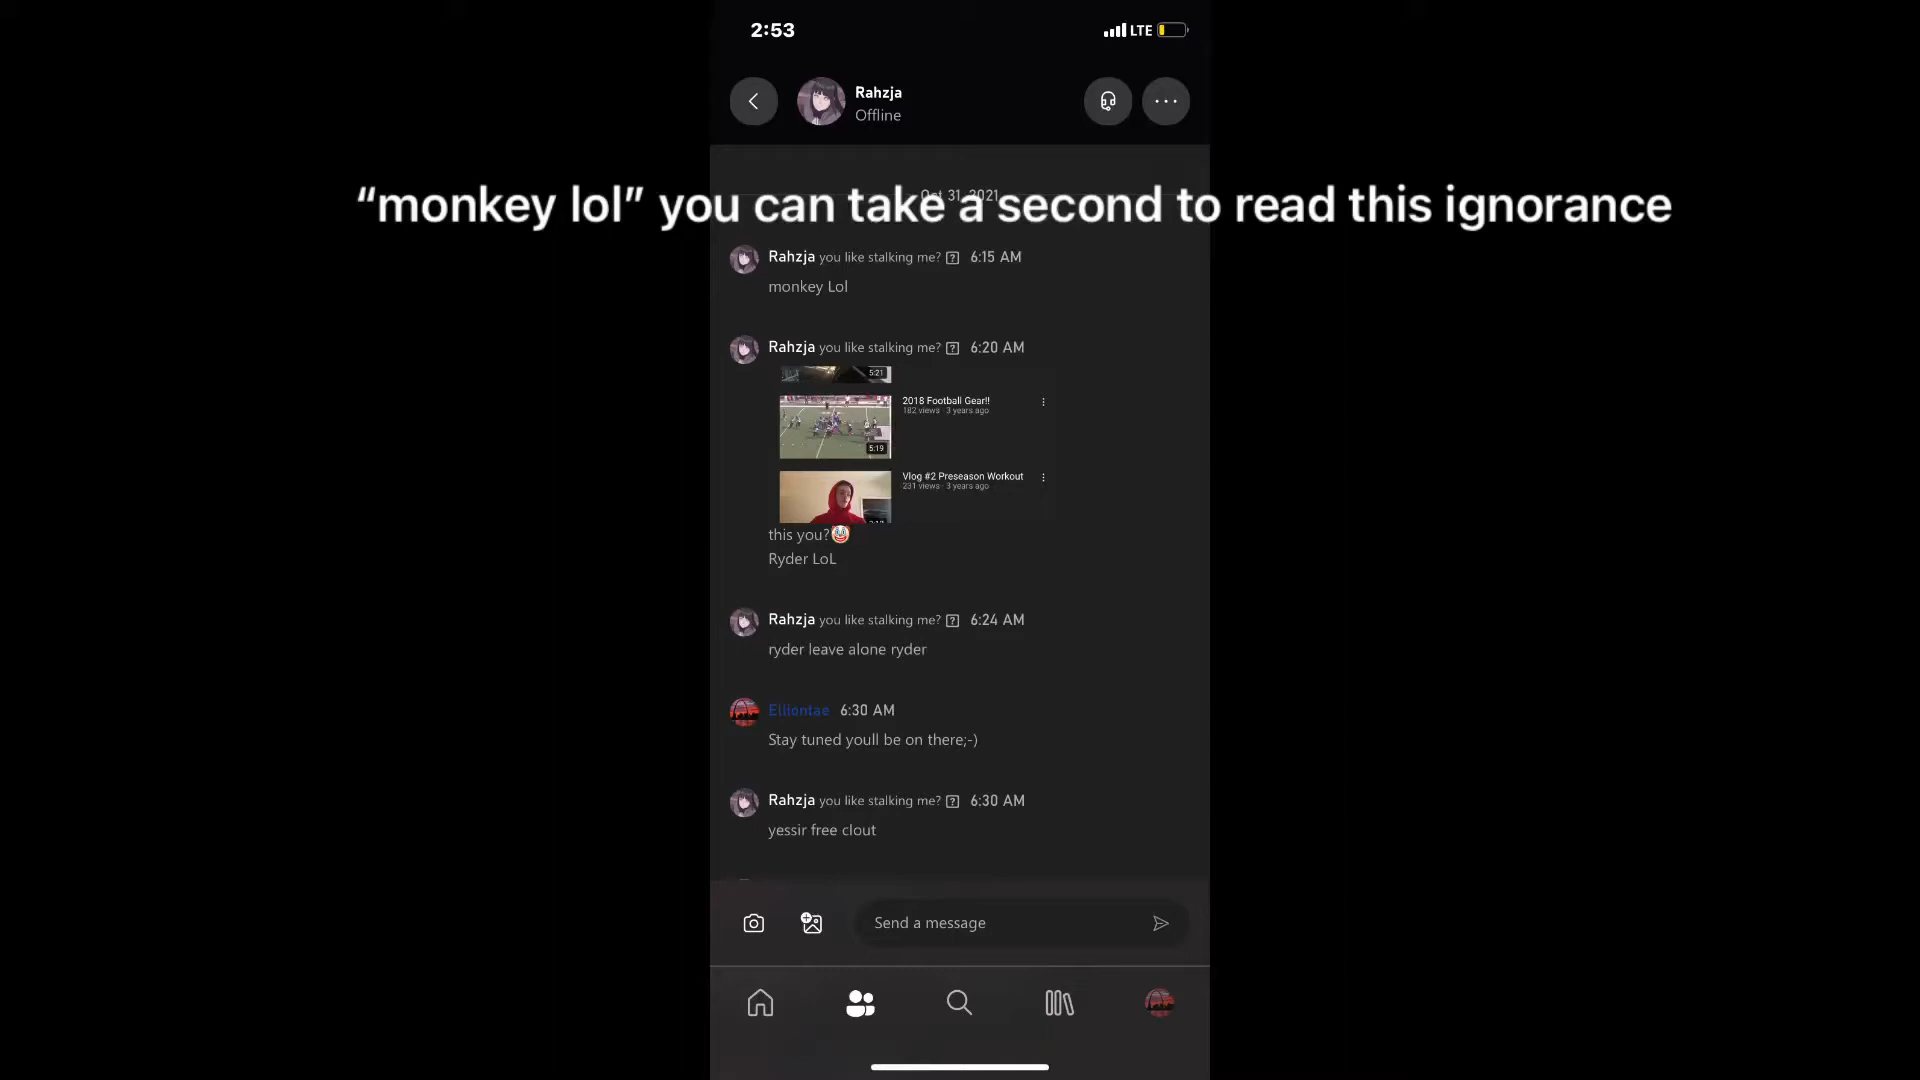 2:53
LTE
Rahzja
Offline
Oct 31, 2021
“monkey lol” you can take a second to read this ignorance
Rahzja you like stalking me? 6:15 AM
monkey Lol
Rahzja you like stalking me? 6:20 AM
5:21
2018 Football Gear!!
182 views · 3 years ago
5:19
Vlog #2 Preseason Workout
231 views · 3 years ago
this you?🤡
Ryder LoL
Rahzja you like stalking me? 6:24 AM
ryder leave alone ryder
Elliontae 6:30 AM
Stay tuned youll be on there;-)
Rahzja you like stalking me? 6:30 AM
yessir free clout
Send a message